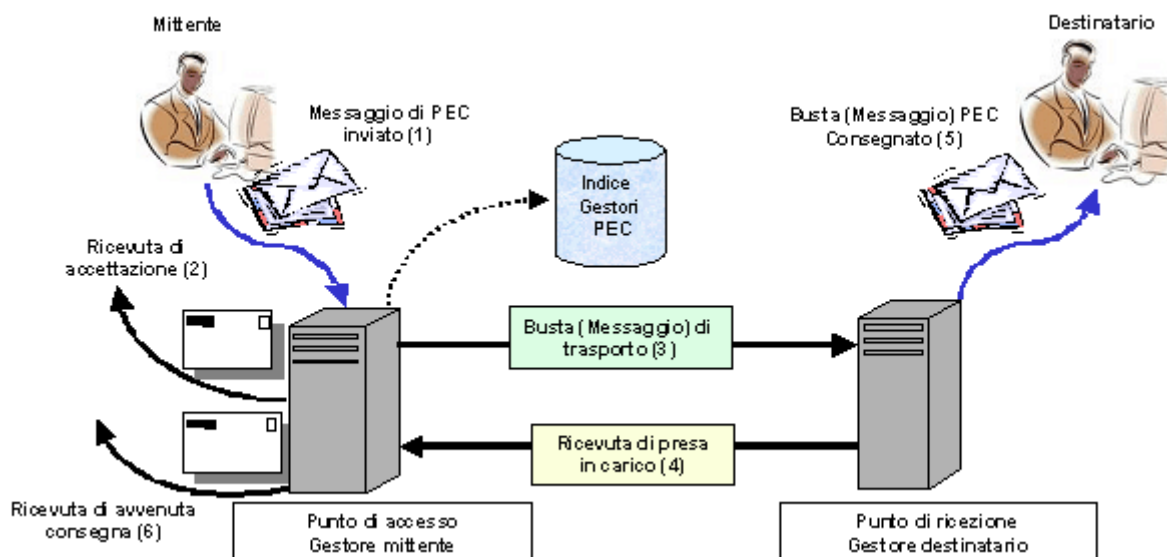 Mittente
Destinatario
Messaggio di PEC
inviato (1)
Busta (Messaggio) PEC
Consegnato (5)
Indice
Gestori
PEC
Ricevuta di
accettazione (2)
Busta (Messaggio) di
trasporto (3)
Ricevuta di presa
in carico (4)
Ricevuta di avvenuta
consegna (6)
Punto di accesso
Gestore mittente
Punto di ricezione
Gestore destinatario